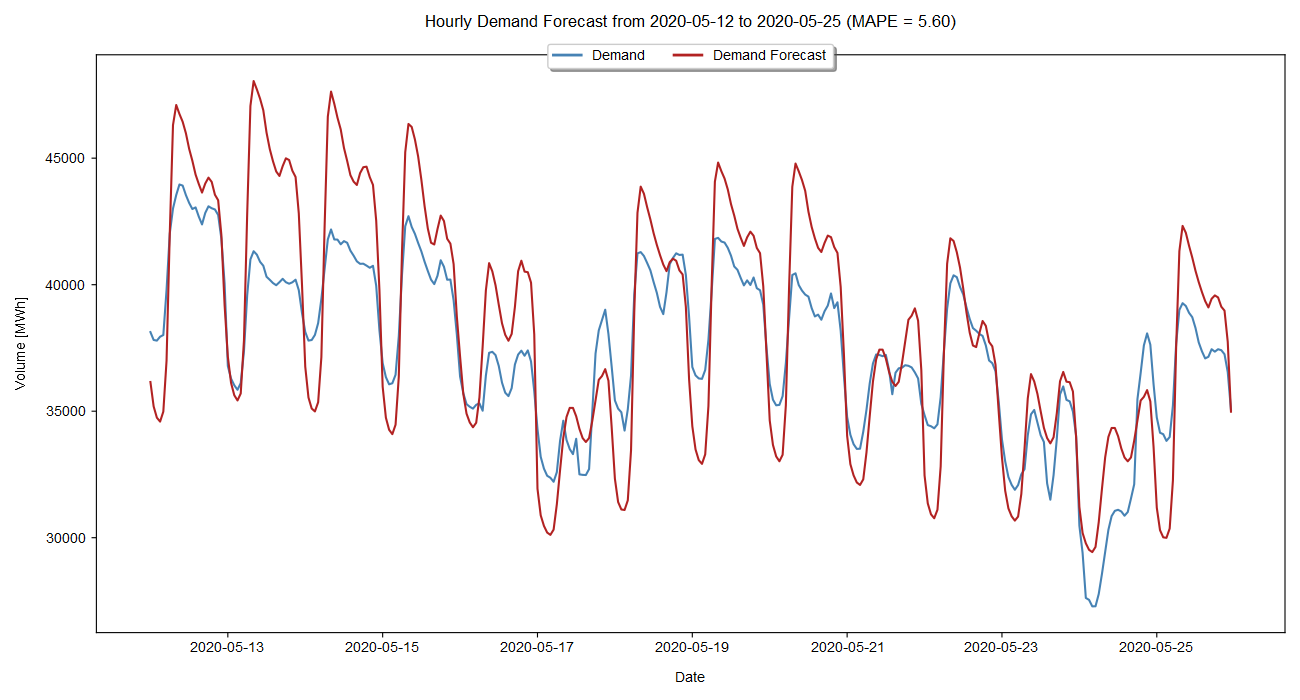 Hourly Demand Forecast from 2020-05-12 to 2020-05-25 (MAPE = 5.60)
Demand
Demand Forecast
45000
40000
35000
30000
Volume [MWh]
2020-05-13
2020-05-15
2020-05-17
2020-05-19
2020-05-21
2020-05-23
2020-05-25
Date